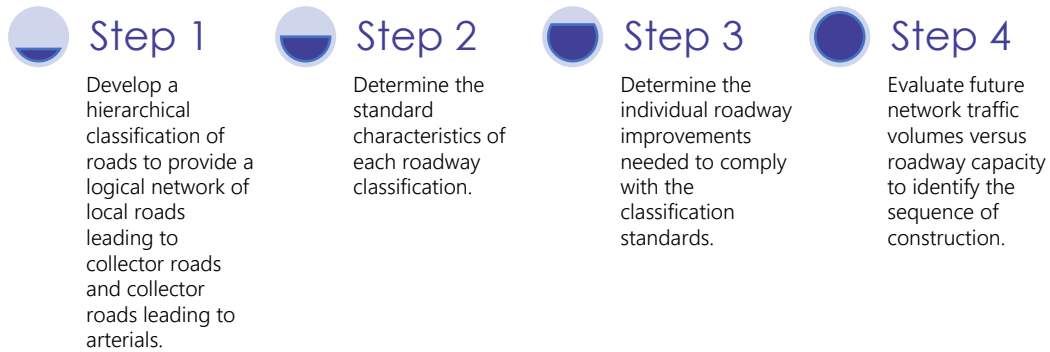 Step 1
Develop a
hierarchical
classification of
roads to provide a
logical network of
local roads
leading to
collector roads
and collector
roads leading to
arterials.
Step 2
Determine the
standard
characteristics of
each roadway
classification.
Step 3
Determine the
individual roadway
improvements
needed to comply
with the
classification
standards.
Step 4
Evaluate future
network traffic
volumes versus
roadway capacity
to identify the
sequence of
construction.